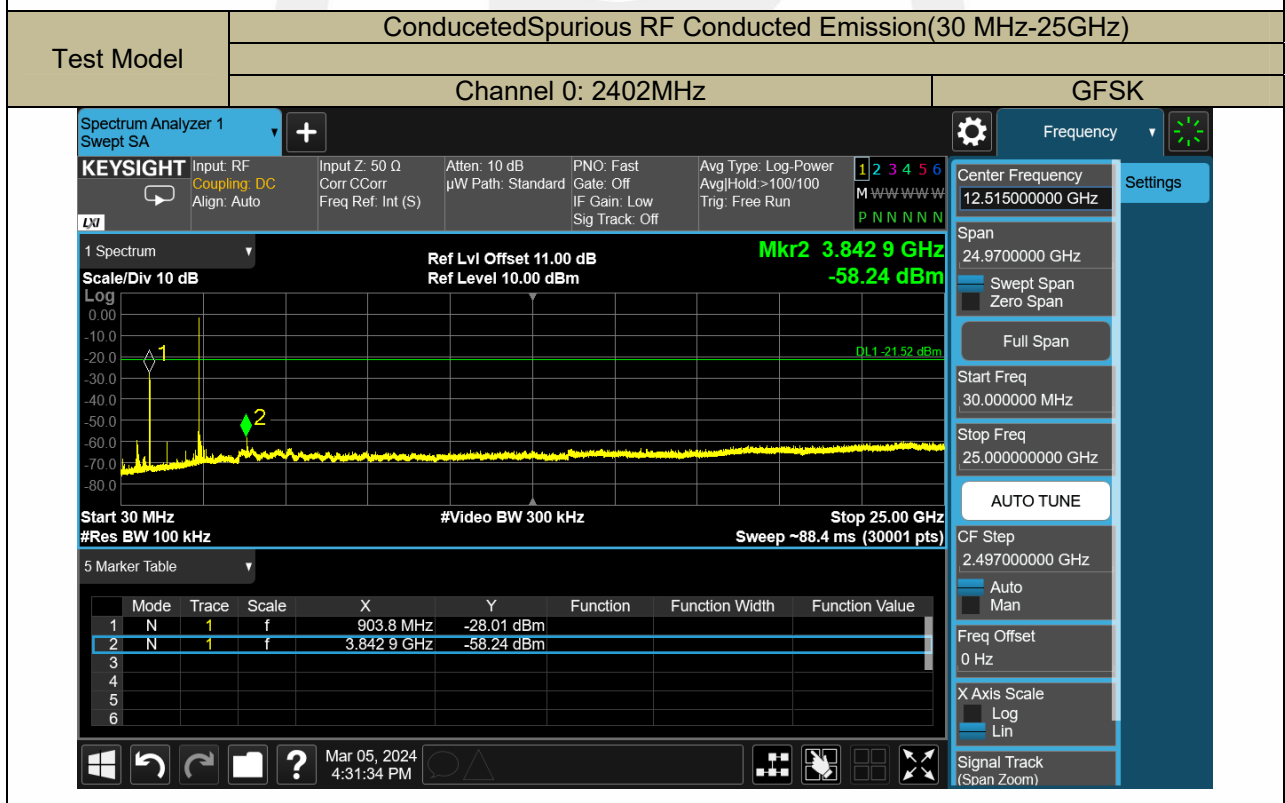 ConducetedSpurious RF Conducted Emission(30 MHz-25GHz)
Test Model
Channel 0: 2402MHz GFSK
Spectrum Analyzer 1
Swept SA
+
Frequency
KEYSIGHT
LXI
Input: RF
Coupling: DC
Align: Auto
Input Z: 50 Ω
Corr CCorr
Freq Ref: Int (S)
Atten: 10 dB
µW Path: Standard
PNO: Fast
Gate: Off
IF Gain: Low
Sig Track: Off
Avg Type: Log-Power
Avg|Hold:>100/100
Trig: Free Run
1 2 3 4 5 6
M W W W W W
P N N N N N
1 Spectrum
Scale/Div 10 dB
Ref Lvl Offset 11.00 dB
Ref Level 10.00 dBm
Mkr2 3.842 9 GHz
-58.24 dBm
Log
0.00
-10.0
-20.0
-30.0
-40.0
-50.0
-60.0
-70.0
-80.0
1
2
DL1 -21.52 dBm
Start 30 MHz
#Res BW 100 kHz
#Video BW 300 kHz
Stop 25.00 GHz
Sweep ~88.4 ms (30001 pts)
5 Marker Table
Mode Trace Scale X Y Function Function Width Function Value
1 N 1 f 903.8 MHz -28.01 dBm
2 N 1 f 3.842 9 GHz -58.24 dBm
3
4
5
6
?
Mar 05, 2024
4:31:34 PM
Center Frequency
12.515000000 GHz
Settings
Span
24.9700000 GHz
Swept Span
Zero Span
Full Span
Start Freq
30.000000 MHz
Stop Freq
25.000000000 GHz
AUTO TUNE
CF Step
2.497000000 GHz
Auto
Man
Freq Offset
0 Hz
X Axis Scale
Log
Lin
Signal Track
(Span Zoom)